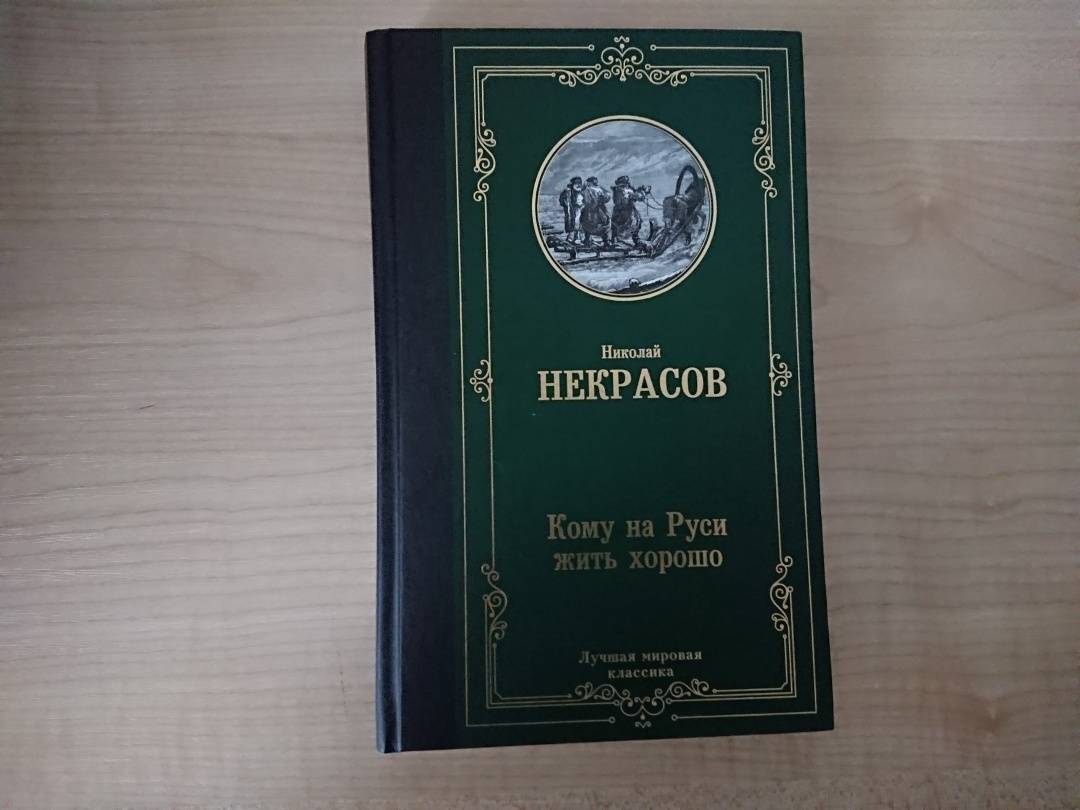 Николай
НЕКРАСОВ
Кому на Руси
жить хорошо
Лучшая мировая
классика